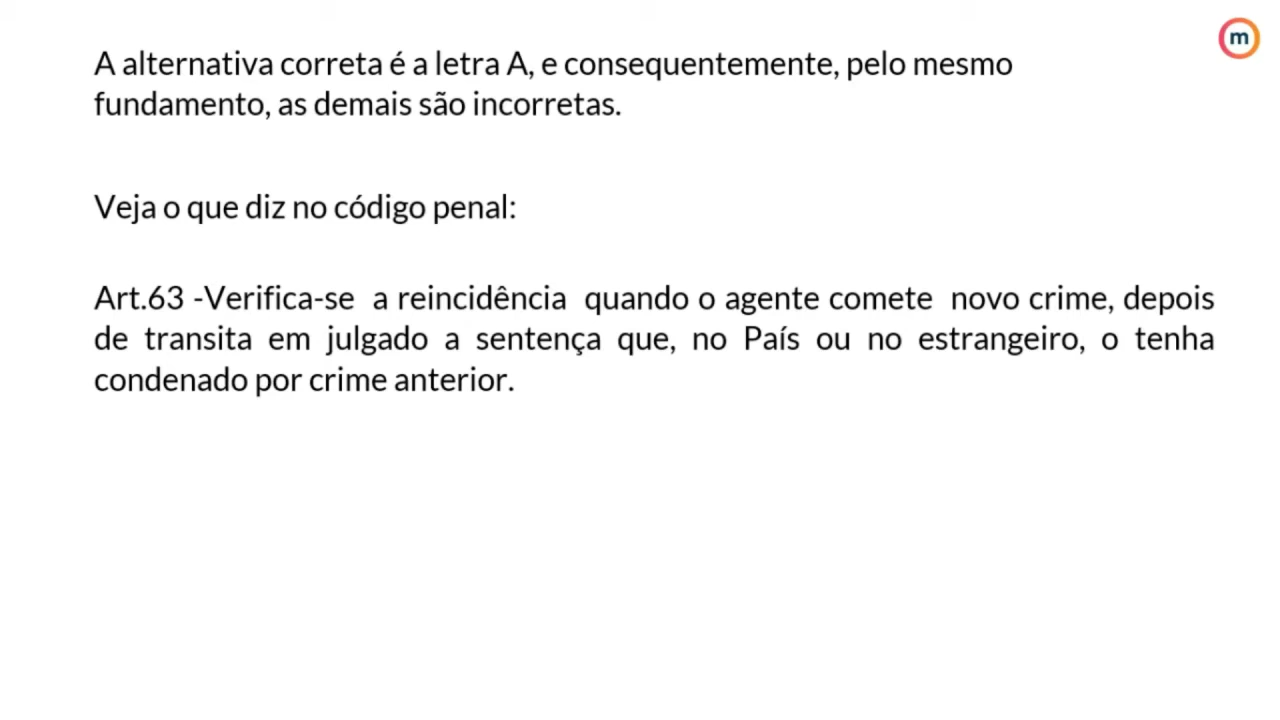 m
A alternativa correta é a letra A, e consequentemente, pelo mesmo
fundamento, as demais são incorretas.
Veja o que diz no código penal:
Art.63 -Verifica-se a reincidência quando o agente comete novo crime, depois
de transita em julgado a sentença que, no País ou no estrangeiro, o tenha
condenado por crime anterior.